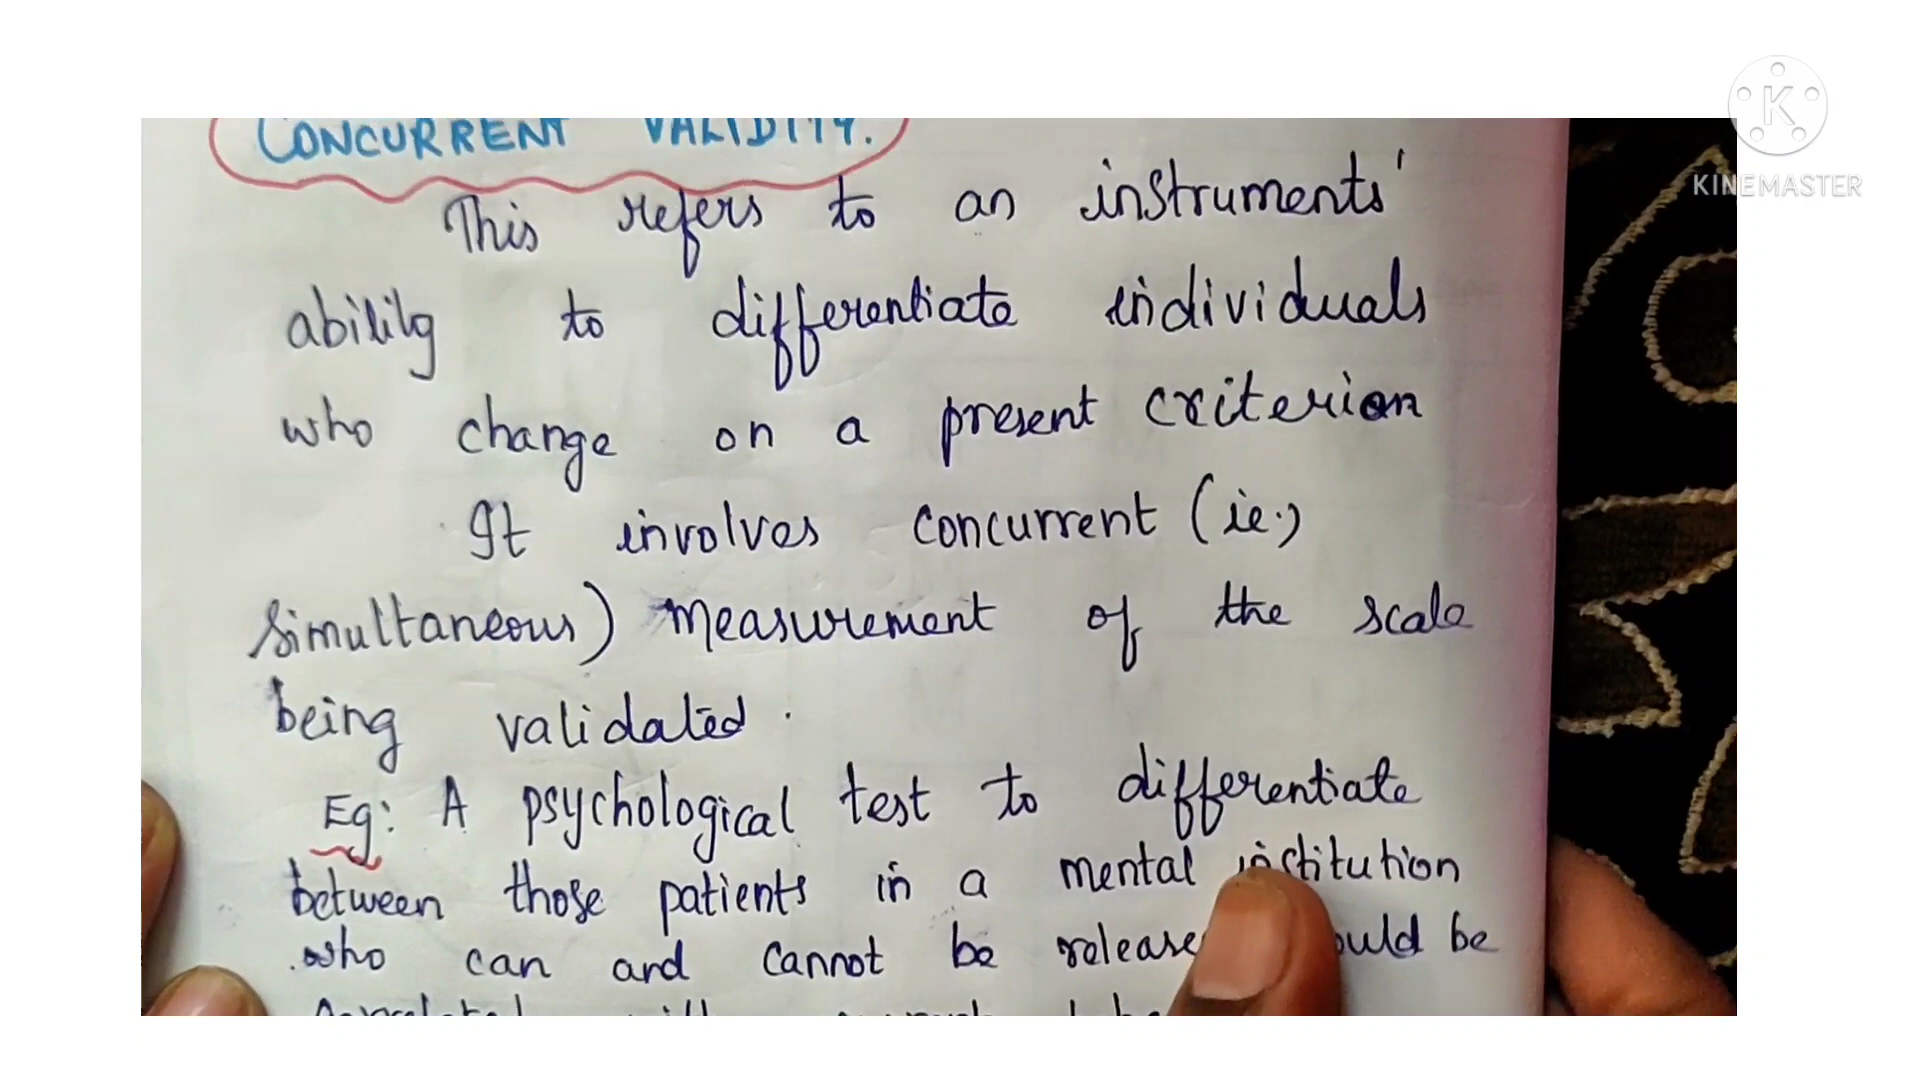 CONCURRENT VALIDITY.
This refers to an instruments'
ability to differentiate individuals
who change on a present criterion
It involves concurrent (ie.,
simultaneous) measurement of the scale
being validated.
Eg: A psychological test to differentiate
between those patients in a mental institution
who can and cannot be be
K
KINEMASTER